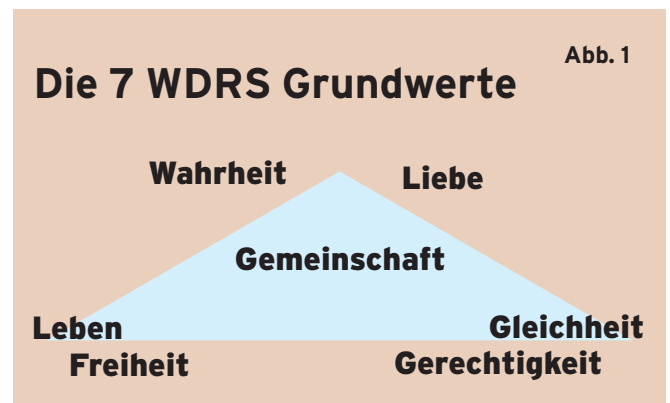 Abb. 1
Die 7 WDRS Grundwerte
Wahrheit
Liebe
Gemeinschaft
Leben
Gleichheit
Freiheit
Gerechtigkeit